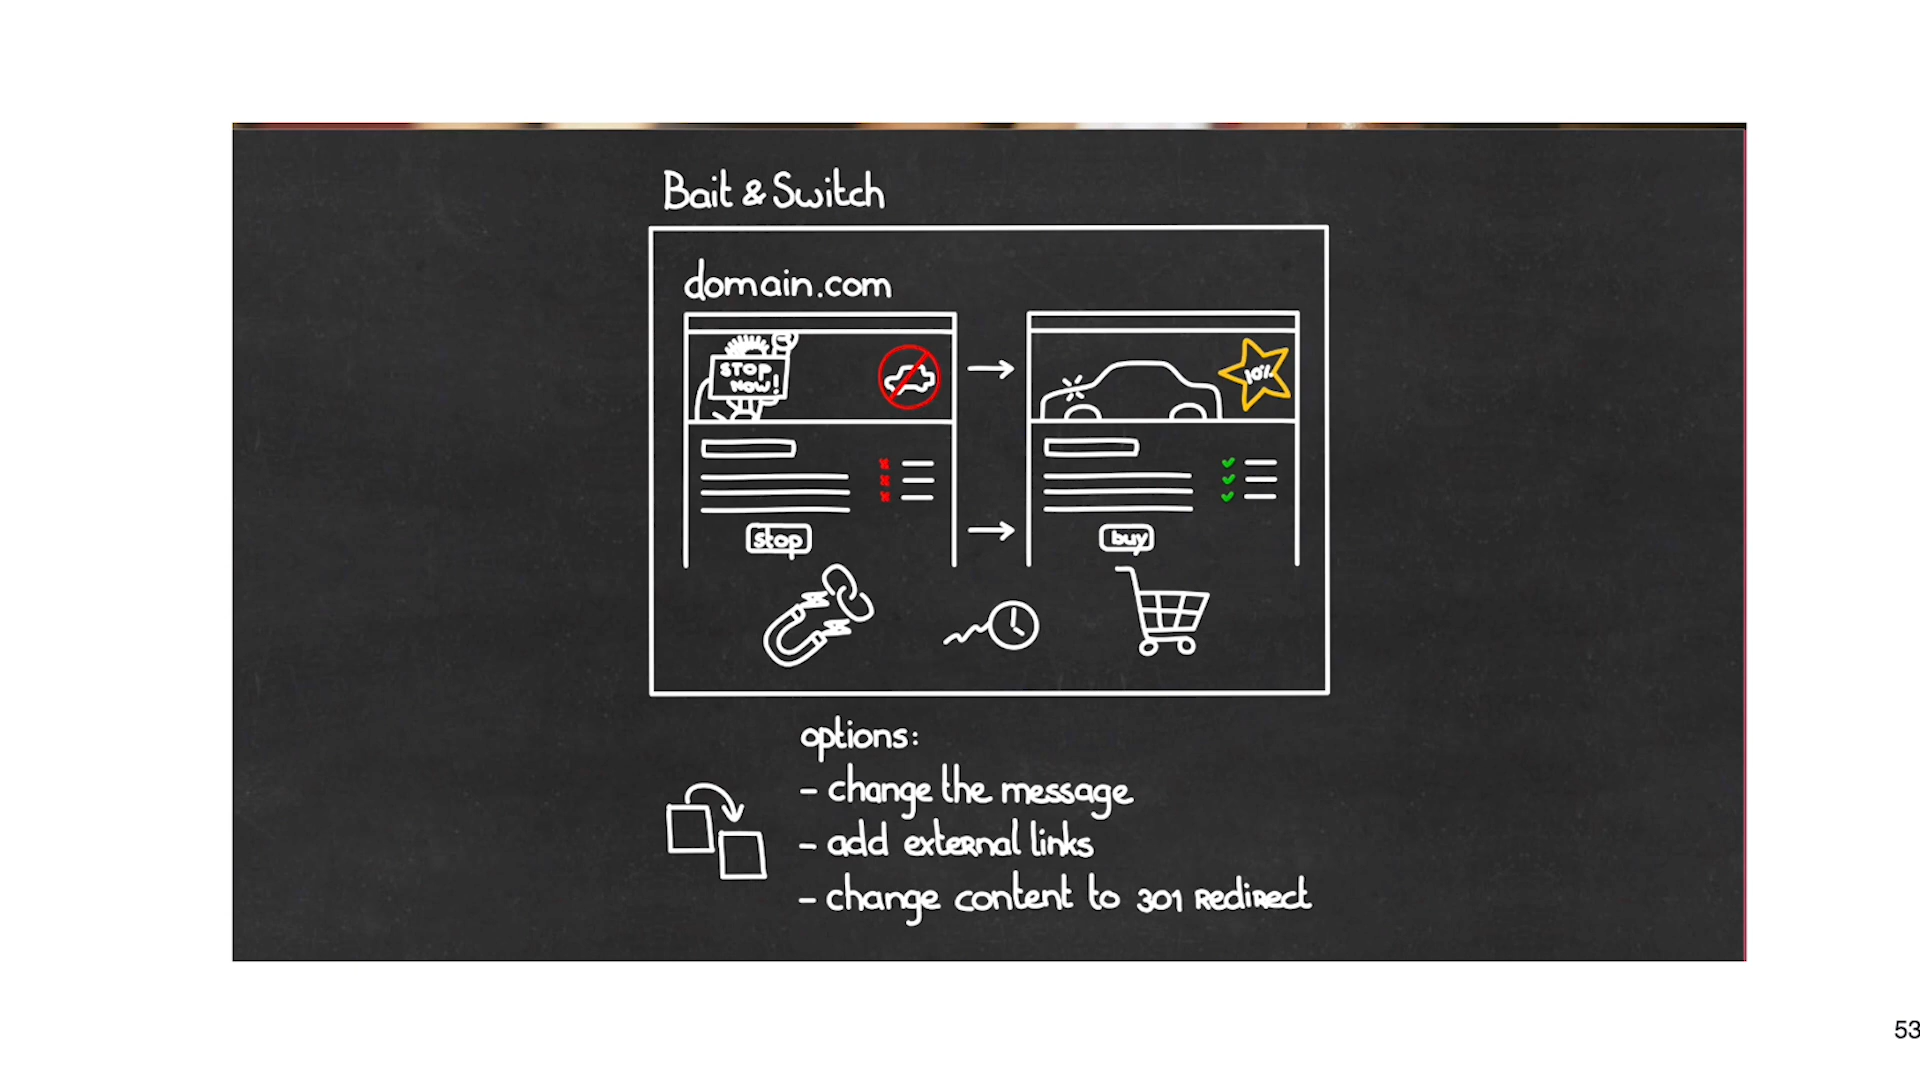 Bait & Switch
domain.com
STOP
NOW!
10%
stop
buy
options:
- change the message
- add external links
- change content to 301 redirect
53